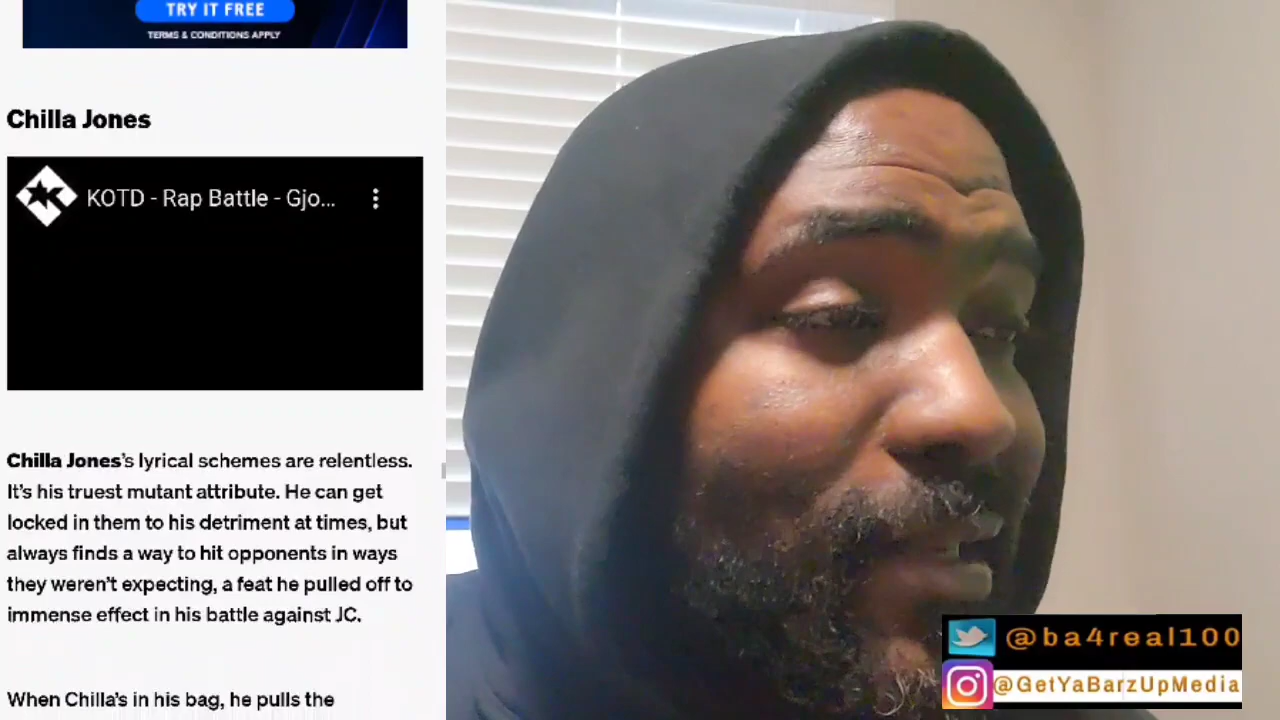 TRY IT FREE
TERMS & CONDITIONS APPLY
Chilla Jones
KOTD - Rap Battle - Gjo...
Chilla Jones's lyrical schemes are relentless.
It's his truest mutant attribute. He can get
locked in them to his detriment at times, but
always finds a way to hit opponents in ways
they weren't expecting, a feat he pulled off to
immense effect in his battle against JC.
When Chilla's in his bag, he pulls the
@ba4real100
@GetYaBarzUpMedia